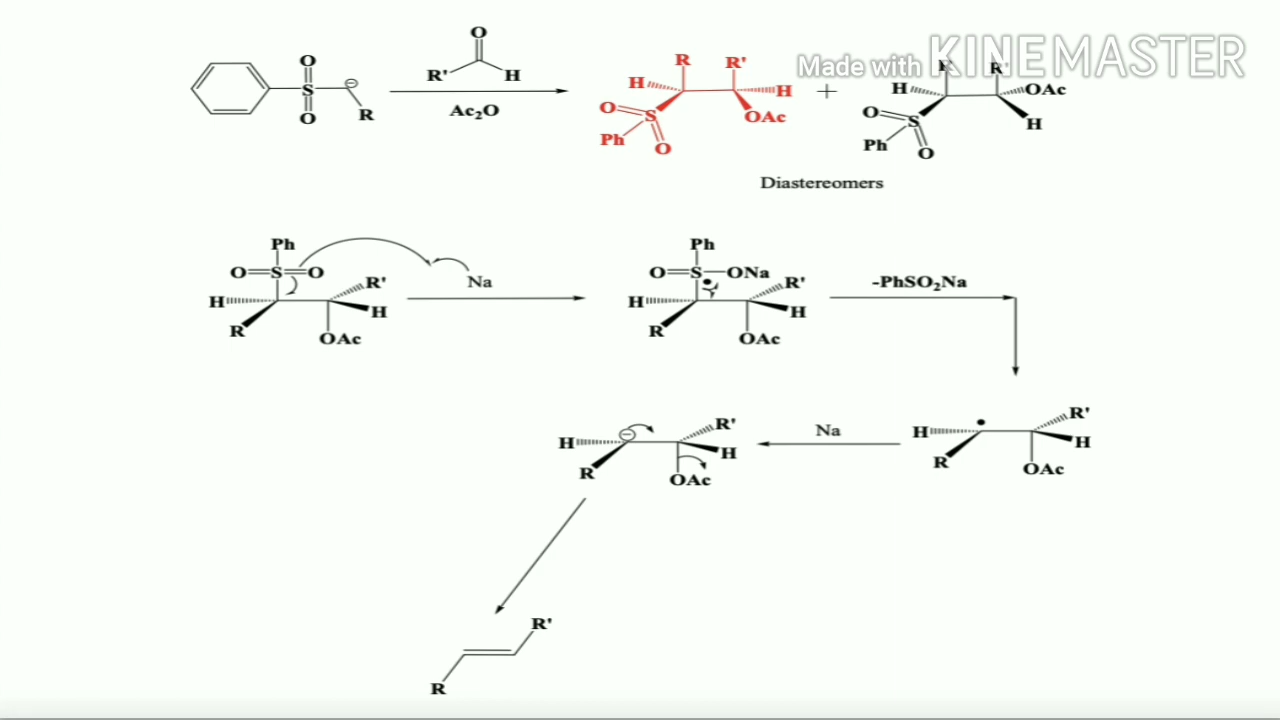 Made with KINEMASTER
O
S
O
R
O
R' H
Ac₂O
R R'
H H
O S OAc
Ph O
+
R R
H OAc
O S H
Ph O
Diastereomers
Ph
O=S=O
H R'
R H
OAc
Na
Ph
O=S—ONa
H R'
R H
OAc
-PhSO₂Na
H R'
R H
OAc
Na
H R'
R H
OAc
R'
R